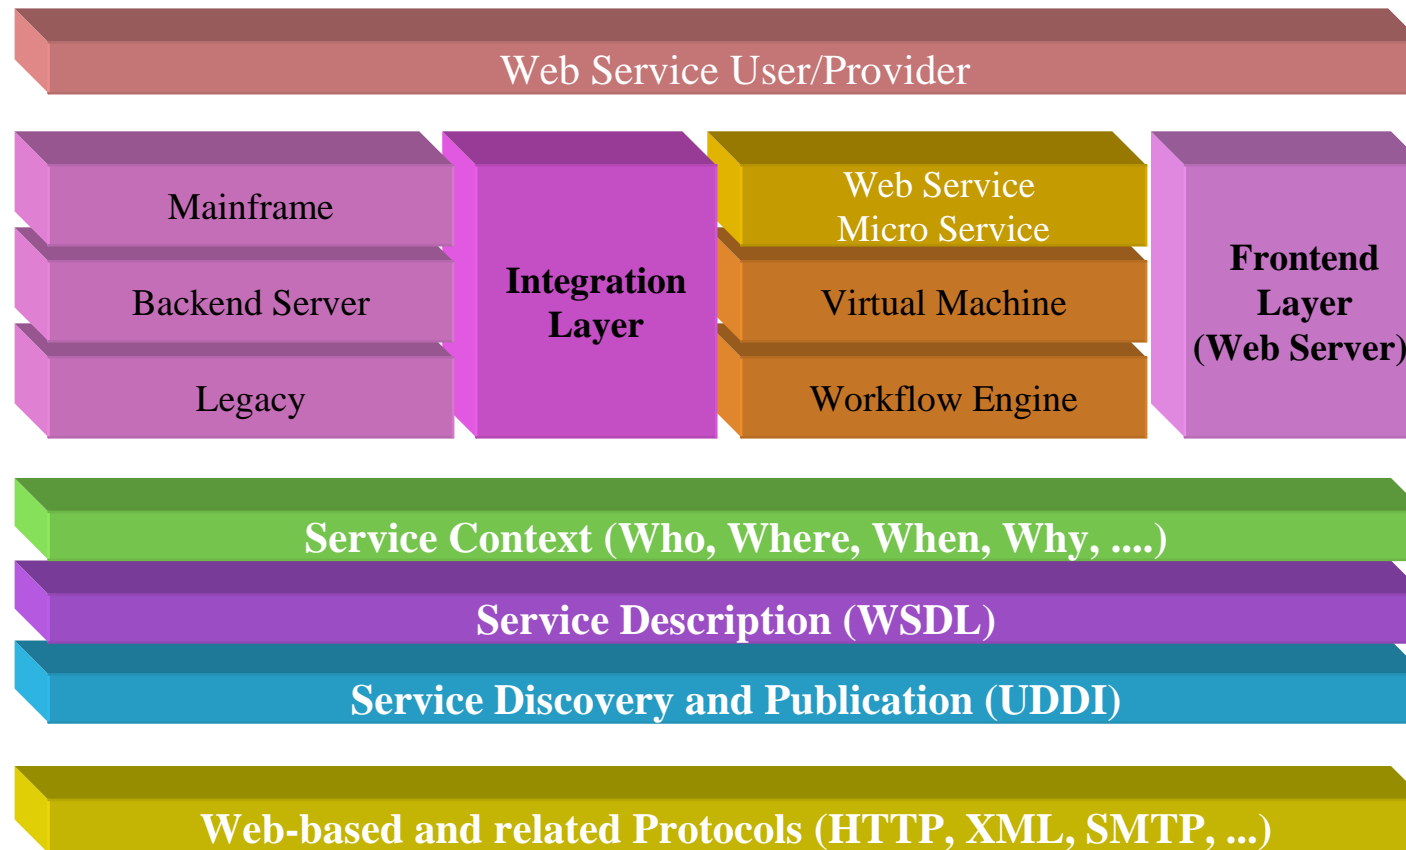 Web Service User/Provider
Mainframe
Backend Server
Legacy
Integration
Layer
Web Service
Micro Service
Virtual Machine
Workflow Engine
Frontend
Layer
(Web Server)
Service Context (Who, Where, When, Why, ....)
Service Description (WSDL)
Service Discovery and Publication (UDDI)
Web-based and related Protocols (HTTP, XML, SMTP, ...)